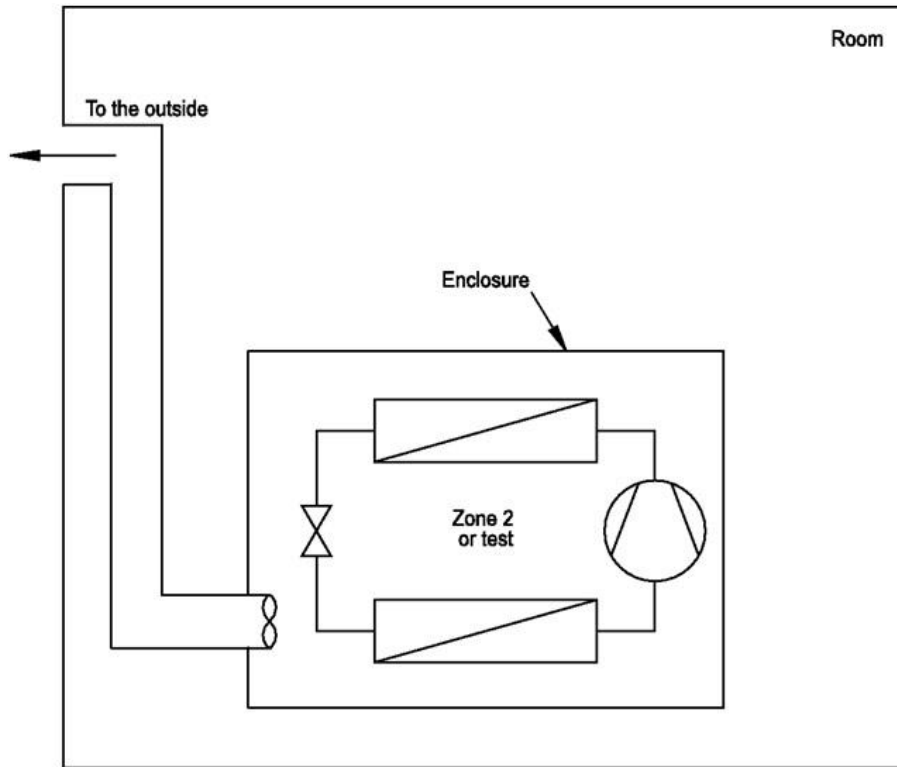 Room
To the outside
Enclosure
Zone 2
or test